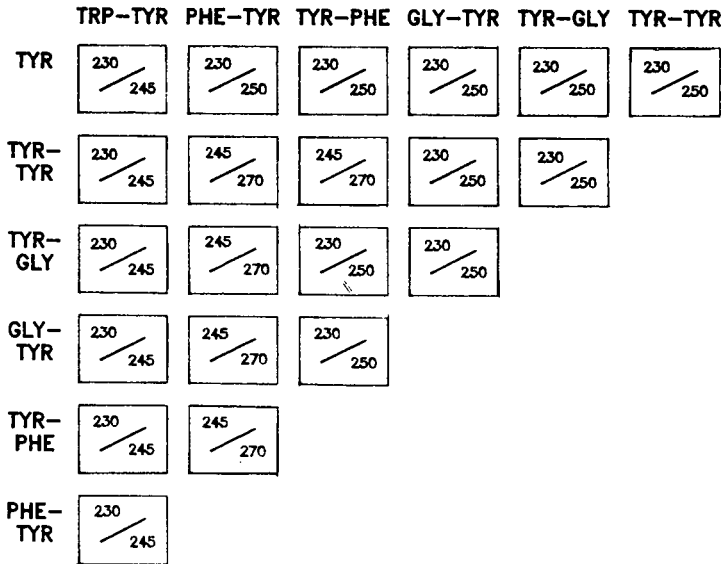 TRP-TYR PHE-TYR TYR-PHE GLY-TYR TYR-GLY TYR-TYR
TYR 230/245 230/250 230/250 230/250 230/250 230/250
TYR-TYR 230/245 245/270 245/270 230/250 230/250
TYR-GLY 230/245 245/270 230/250 230/250
GLY-TYR 230/245 245/270 230/250
TYR-PHE 230/245 245/270
PHE-TYR 230/245